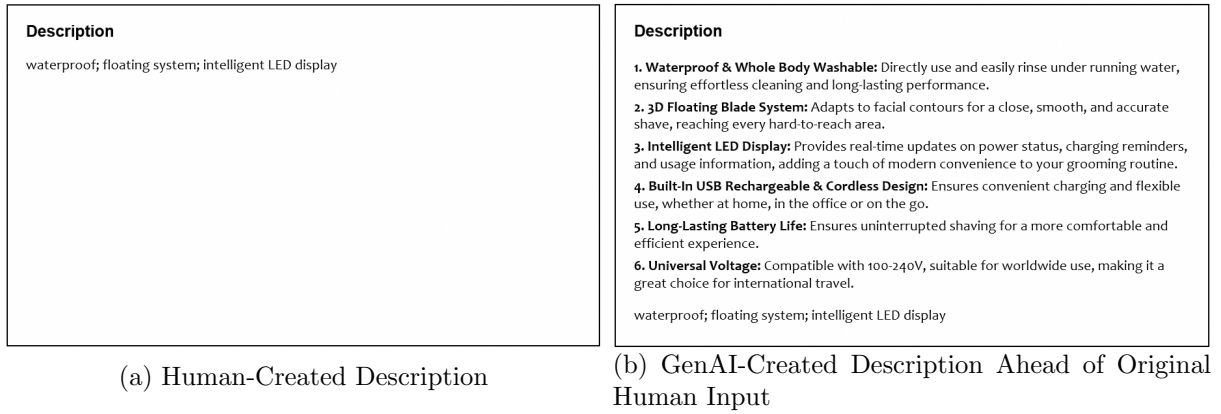 Description
waterproof; floating system; intelligent LED display
(a) Human-Created Description
Description
1. Waterproof & Whole Body Washable: Directly use and easily rinse under running water,
ensuring effortless cleaning and long-lasting performance.
2. 3D Floating Blade System: Adapts to facial contours for a close, smooth, and accurate
shave, reaching every hard-to-reach area.
3. Intelligent LED Display: Provides real-time updates on power status, charging reminders,
and usage information, adding a touch of modern convenience to your grooming routine.
4. Built-In USB Rechargeable & Cordless Design: Ensures convenient charging and flexible
use, whether at home, in the office or on the go.
5. Long-Lasting Battery Life: Ensures uninterrupted shaving for a more comfortable and
efficient experience.
6. Universal Voltage: Compatible with 100-240V, suitable for worldwide use, making it a
great choice for international travel.
waterproof; floating system; intelligent LED display
(b) GenAI-Created Description Ahead of Original
Human Input